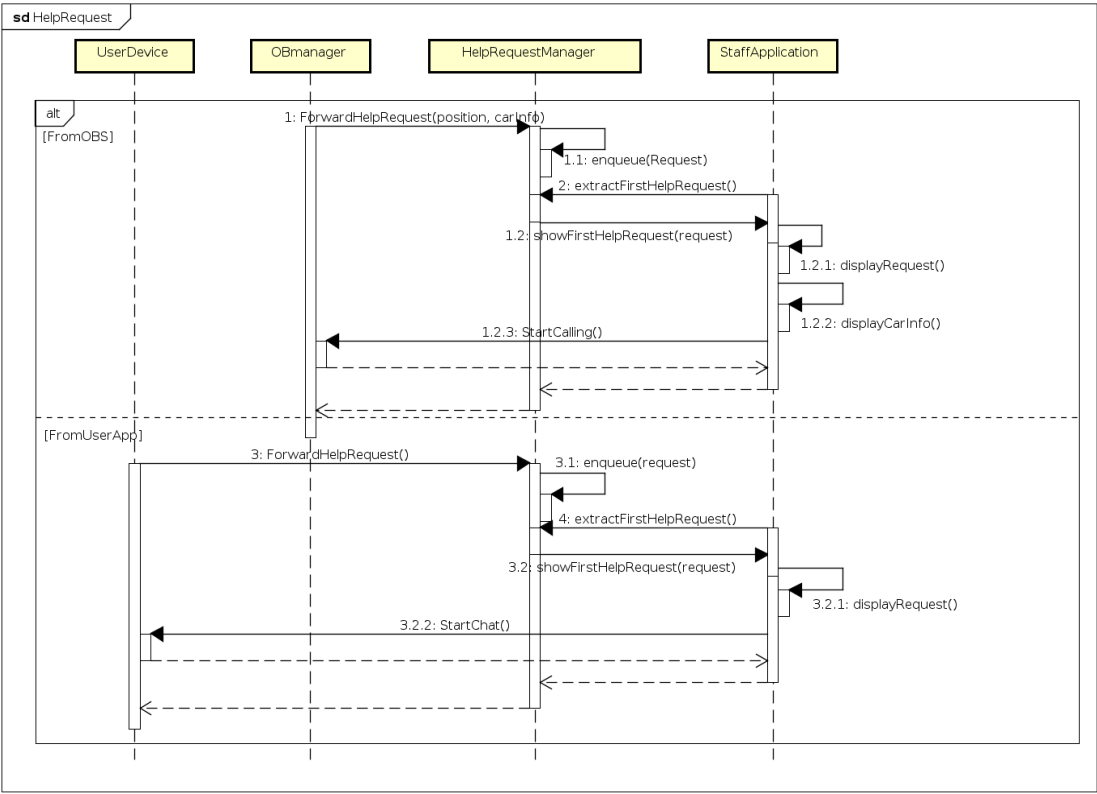 sd HelpRequest
UserDevice
OBmanager
HelpRequestManager
StaffApplication
alt
[FromOBS]
1: ForwardHelpRequest(position, carInfo)
1.1: enqueue(Request)
2: extractFirstHelpRequest()
1.2: showFirstHelpRequest(request)
1.2.1: displayRequest()
1.2.2: displayCarInfo()
1.2.3: StartCalling()
[FromUserApp]
3: ForwardHelpRequest()
3.1: enqueue(request)
4: extractFirstHelpRequest()
3.2: showFirstHelpRequest(request)
3.2.1: displayRequest()
3.2.2: StartChat()